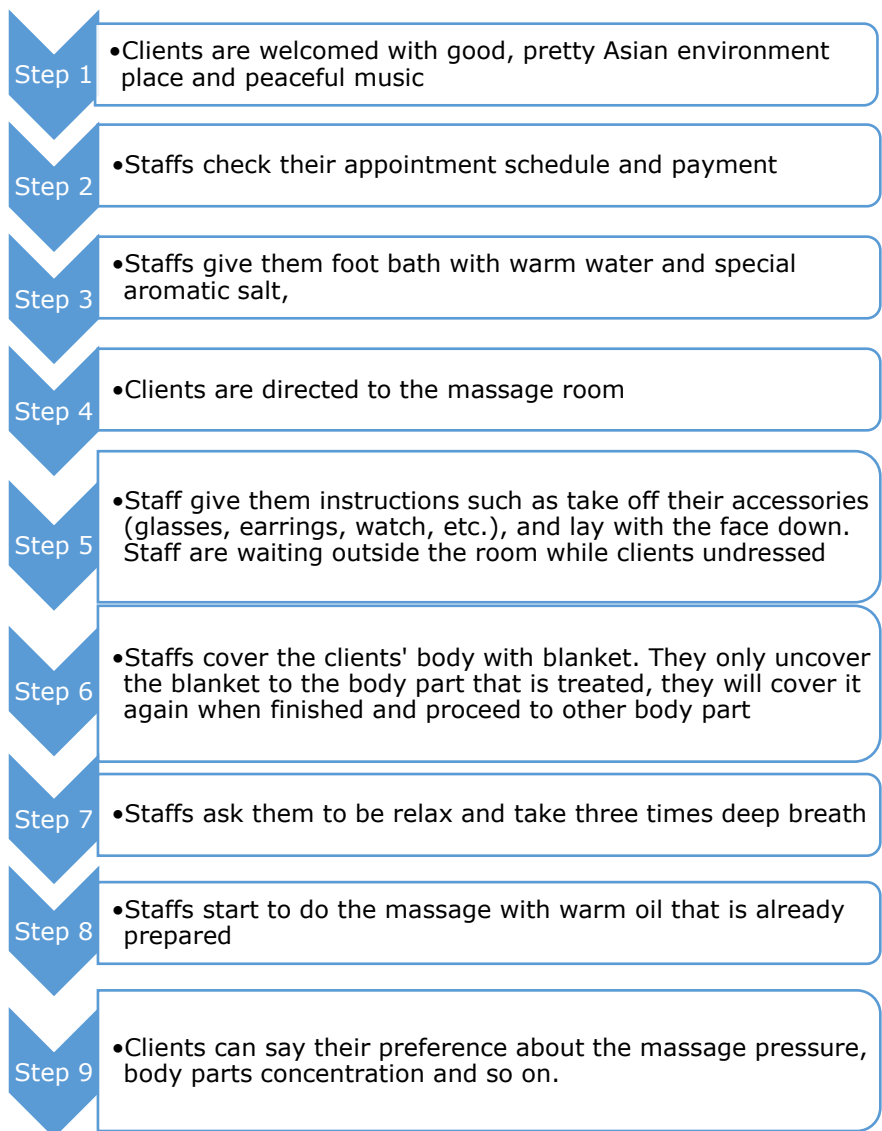 Step 1
•Clients are welcomed with good, pretty Asian environment
place and peaceful music
Step 2
•Staffs check their appointment schedule and payment
Step 3
•Staffs give them foot bath with warm water and special
aromatic salt,
Step 4
•Clients are directed to the massage room
Step 5
•Staff give them instructions such as take off their accessories
(glasses, earrings, watch, etc.), and lay with the face down.
Staff are waiting outside the room while clients undressed
Step 6
•Staffs cover the clients' body with blanket. They only uncover
the blanket to the body part that is treated, they will cover it
again when finished and proceed to other body part
Step 7
•Staffs ask them to be relax and take three times deep breath
Step 8
•Staffs start to do the massage with warm oil that is already
prepared
Step 9
•Clients can say their preference about the massage pressure,
body parts concentration and so on.